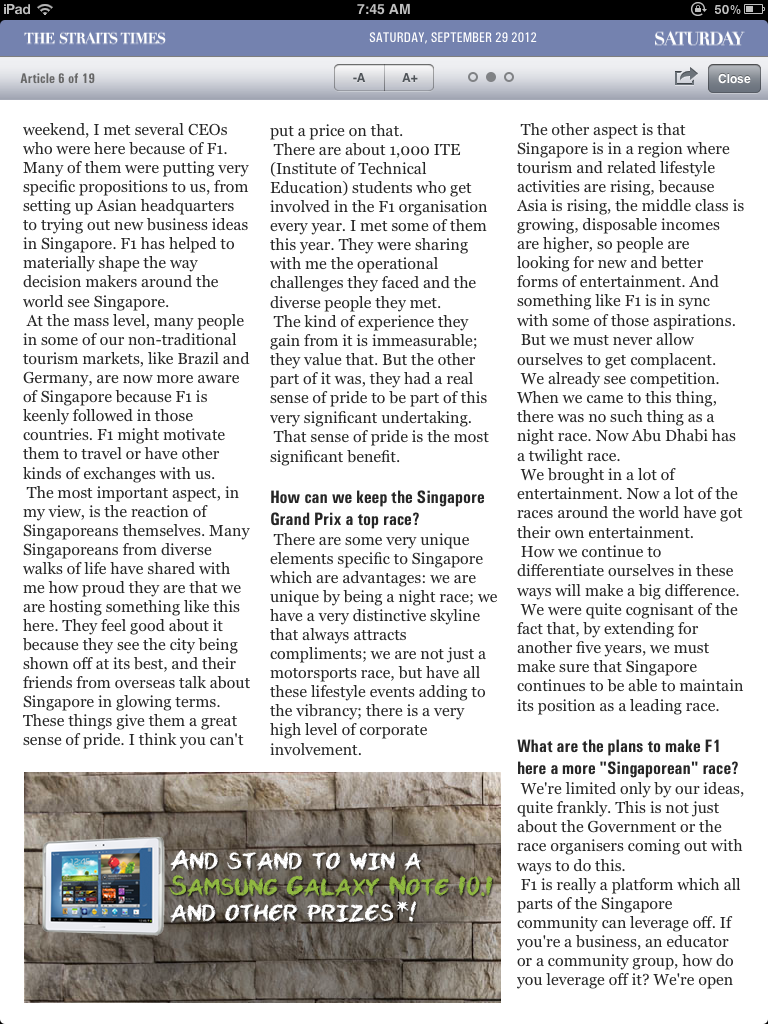 iPad
7:45 AM
50%
THE STRAITS TIMES
SATURDAY, SEPTEMBER 29 2012
SATURDAY
Article 6 of 19
-A
A+
Close
weekend, I met several CEOs
who were here because of F1.
Many of them were putting very
specific propositions to us, from
setting up Asian headquarters
to trying out new business ideas
in Singapore. F1 has helped to
materially shape the way
decision makers around the
world see Singapore.
At the mass level, many people
in some of our non-traditional
tourism markets, like Brazil and
Germany, are now more aware
of Singapore because F1 is
keenly followed in those
countries. F1 might motivate
them to travel or have other
kinds of exchanges with us.
The most important aspect, in
my view, is the reaction of
Singaporeans themselves. Many
Singaporeans from diverse
walks of life have shared with
me how proud they are that we
are hosting something like this
here. They feel good about it
because they see the city being
shown off at its best, and their
friends from overseas talk about
Singapore in glowing terms.
These things give them a great
sense of pride. I think you can't
put a price on that.
There are about 1,000 ITE
(Institute of Technical
Education) students who get
involved in the F1 organisation
every year. I met some of them
this year. They were sharing
with me the operational
challenges they faced and the
diverse people they met.
The kind of experience they
gain from it is immeasurable;
they value that. But the other
part of it was, they had a real
sense of pride to be part of this
very significant undertaking.
That sense of pride is the most
significant benefit.
How can we keep the Singapore
Grand Prix a top race?
There are some very unique
elements specific to Singapore
which are advantages: we are
unique by being a night race; we
have a very distinctive skyline
that always attracts
compliments; we are not just a
motorsports race, but have all
these lifestyle events adding to
the vibrancy; there is a very
high level of corporate
involvement.
The other aspect is that
Singapore is in a region where
tourism and related lifestyle
activities are rising, because
Asia is rising, the middle class is
growing, disposable incomes
are higher, so people are
looking for new and better
forms of entertainment. And
something like F1 is in sync
with some of those aspirations.
But we must never allow
ourselves to get complacent.
We already see competition.
When we came to this thing,
there was no such thing as a
night race. Now Abu Dhabi has
a twilight race.
We brought in a lot of
entertainment. Now a lot of the
races around the world have got
their own entertainment.
How we continue to
differentiate ourselves in these
ways will make a big difference.
We were quite cognisant of the
fact that, by extending for
another five years, we must
make sure that Singapore
continues to be able to maintain
its position as a leading race.
What are the plans to make F1
here a more "Singaporean" race?
We're limited only by our ideas,
quite frankly. This is not just
about the Government or the
race organisers coming out with
ways to do this.
F1 is really a platform which all
parts of the Singapore
community can leverage off. If
you're a business, an educator
or a community group, how do
you leverage off it? We're open
AND STAND TO WIN A
SAMSUNG GALAXY NOTE 10.1
AND OTHER PRIZES*!